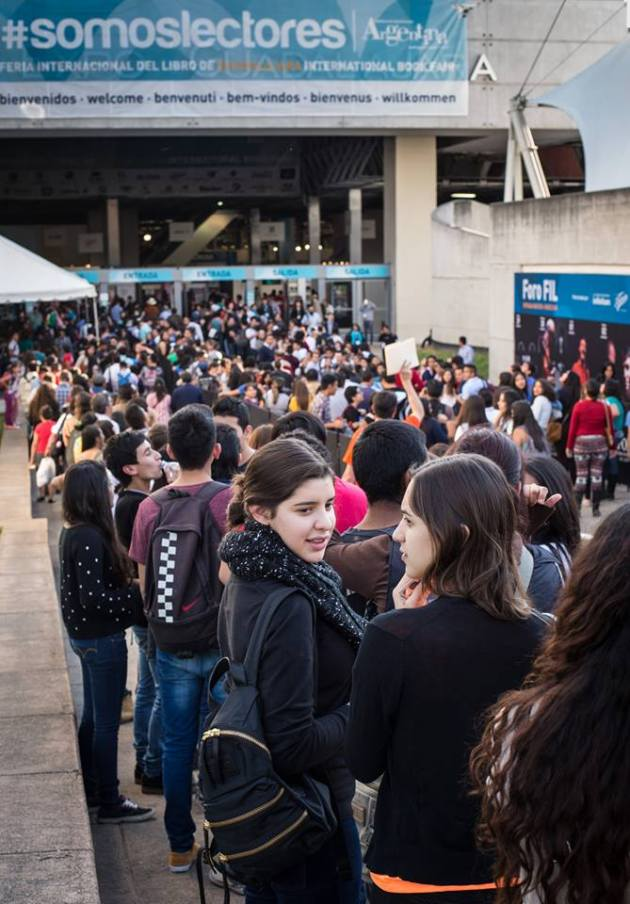 #somoslectores
Argentina
FERIA INTERNACIONAL DEL LIBRO DE GUADALAJARA INTERNATIONAL BOOK FAIR
bienvenidos · welcome · benvenuti · bem-vindos · bienvenus · willkommen
A
ENTRADA
ENTRADA
SALIDA
SALIDA
Foro FIL